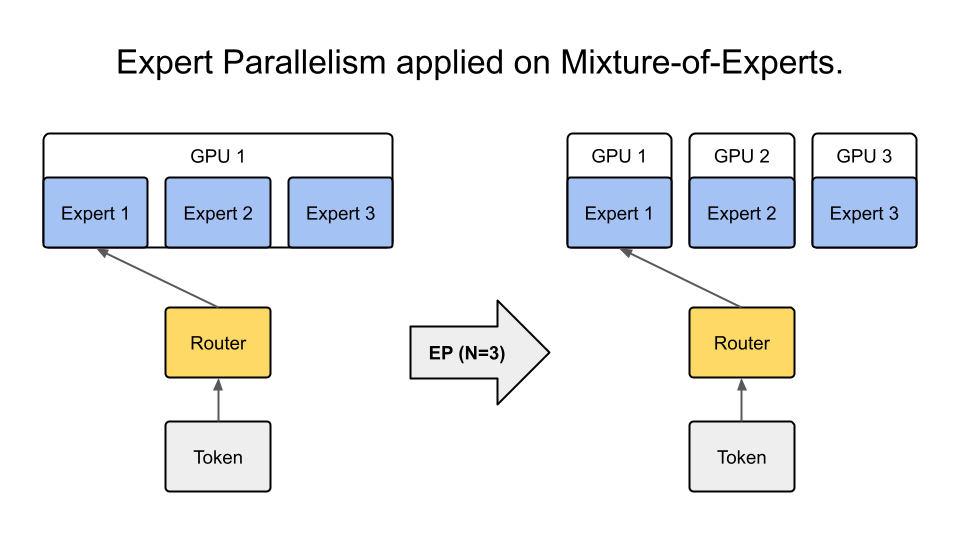 Expert Parallelism applied on Mixture-of-Experts.
GPU 1
Expert 1
Expert 2
Expert 3
Router
Token
EP (N=3)
GPU 1
GPU 2
GPU 3
Expert 1
Expert 2
Expert 3
Router
Token